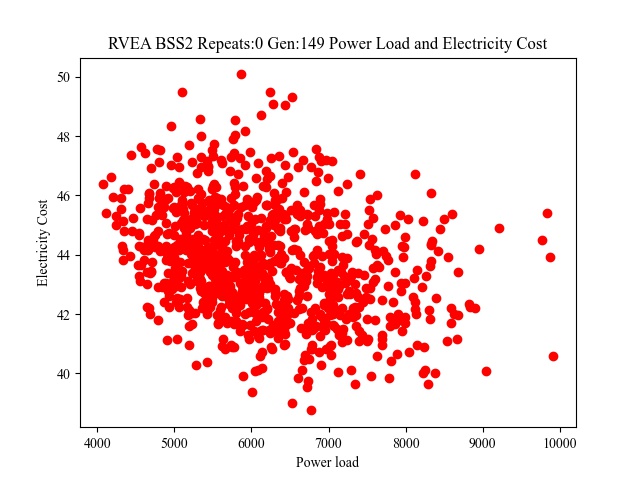 RVEA BSS2 Repeats:0 Gen:149 Power Load and Electricity Cost
50
48
46
44
42
40
Electricity Cost
4000 5000 6000 7000 8000 9000 10000
Power load